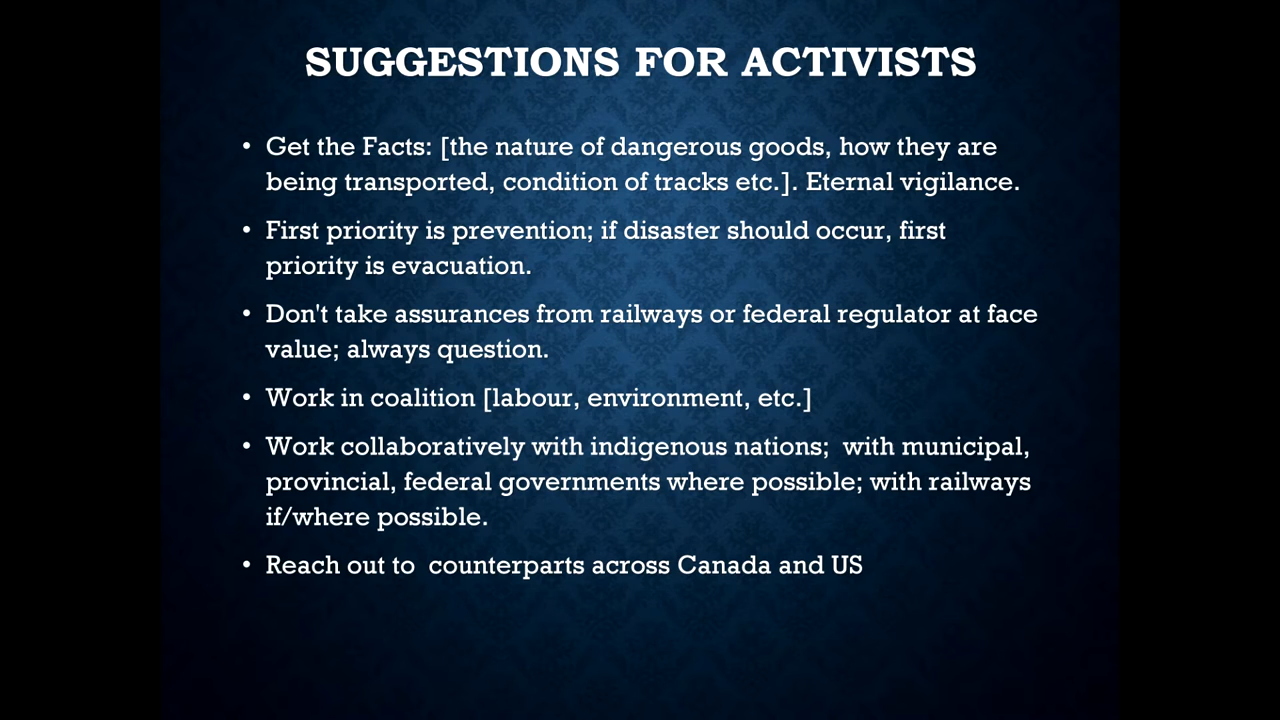 SUGGESTIONS FOR ACTIVISTS
• Get the Facts: [the nature of dangerous goods, how they are
being transported, condition of tracks etc.]. Eternal vigilance.
• First priority is prevention; if disaster should occur, first
priority is evacuation.
• Don't take assurances from railways or federal regulator at face
value; always question.
• Work in coalition [labour, environment, etc.]
• Work collaboratively with indigenous nations;  with municipal,
provincial, federal governments where possible; with railways
if/where possible.
• Reach out to  counterparts across Canada and US